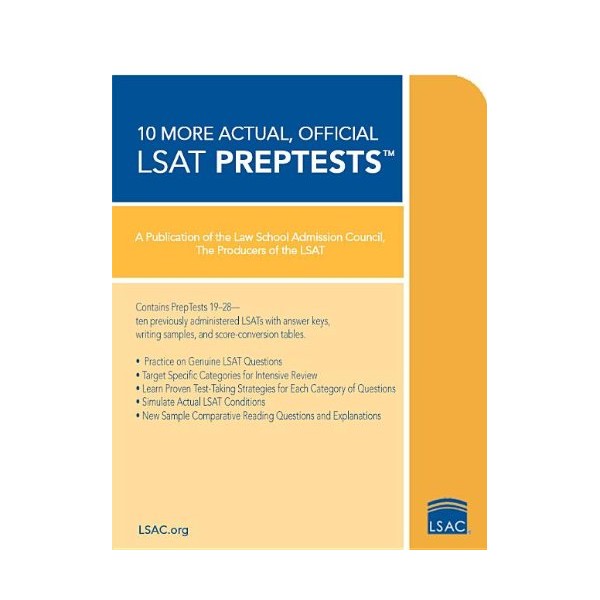 10 MORE ACTUAL, OFFICIAL
LSAT PREPTESTS™
A Publication of the Law School Admission Council,
The Producers of the LSAT
Contains PrepTests 19–28—
ten previously administered LSATs with answer keys,
writing samples, and score-conversion tables.
• Practice on Genuine LSAT Questions
• Target Specific Categories for Intensive Review
• Learn Proven Test-Taking Strategies for Each Category of Questions
• Simulate Actual LSAT Conditions
• New Sample Comparative Reading Questions and Explanations
LSAC.org
LSAC